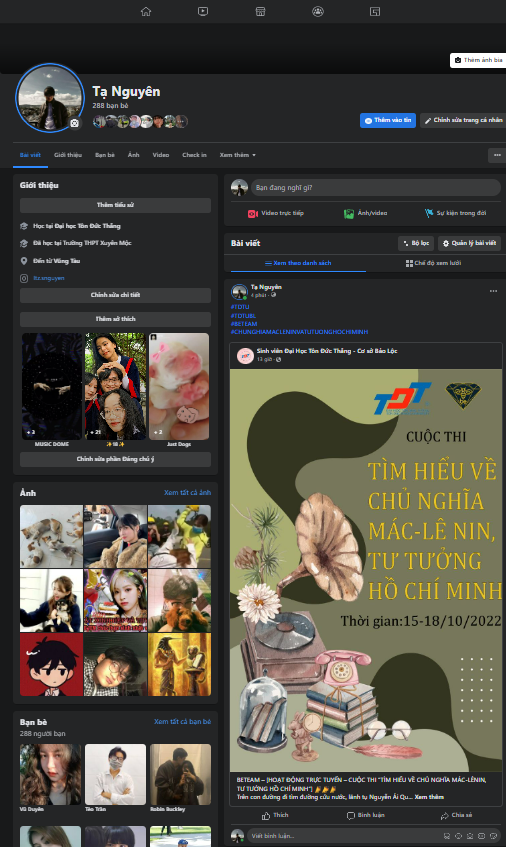 Thêm ảnh bìa
Tạ Nguyên
288 bạn bè
Thêm vào tin
Chỉnh sửa trang cá nhân
Bài viết
Giới thiệu
Bạn bè
Ảnh
Video
Check in
Xem thêm
Giới thiệu
Thêm tiểu sử
Học tại Đại học Tôn Đức Thắng
Đã học tại Trường THPT Xuyên Mộc
Đến từ Vũng Tàu
Chỉnh sửa chi tiết
Thêm sở thích
+ 3
+ 21
+ 2
MUSIC DOME
✨18✨
Just Dogs
Chỉnh sửa phần Đáng chú ý
Ảnh
Xem tất cả ảnh
Bạn bè
Xem tất cả bạn bè
288 người bạn
Vũ Duyên
Tèo Trần
Robin Buckley
Bạn đang nghĩ gì?
Video trực tiếp
Ảnh/video
Sự kiện trong đời
Bài viết
Bộ lọc
Quản lý bài viết
Xem theo danh sách
Chế độ xem lưới
Tạ Nguyên
4 phút ·
#TDTU
#TDTUBL
#BETEAM
#CHUNGHIAMACLENINVATUTUONGHOCHIMINH
Sinh viên Đại Học Tôn Đức Thắng - Cơ sở Bảo Lộc
13 giờ ·
TDT
CUỘC THI
TÌM HIỂU VỀ
CHỦ NGHĨA
MÁC-LÊ NIN,
TƯ TƯỞNG
HỒ CHÍ MINH
Thời gian:15-18/10/2022
BETEAM – [HOẠT ĐỘNG TRỰC TUYẾN – CUỘC THI "TÌM HIỂU VỀ CHỦ NGHĨA MÁC-LÊNIN,
TƯ TƯỞNG HỒ CHÍ MINH"]
Trên con đường đi tìm đường cứu nước, lãnh tụ Nguyễn Ái Qu... Xem thêm
Thích
Bình luận
Chia sẻ
Viết bình luận...